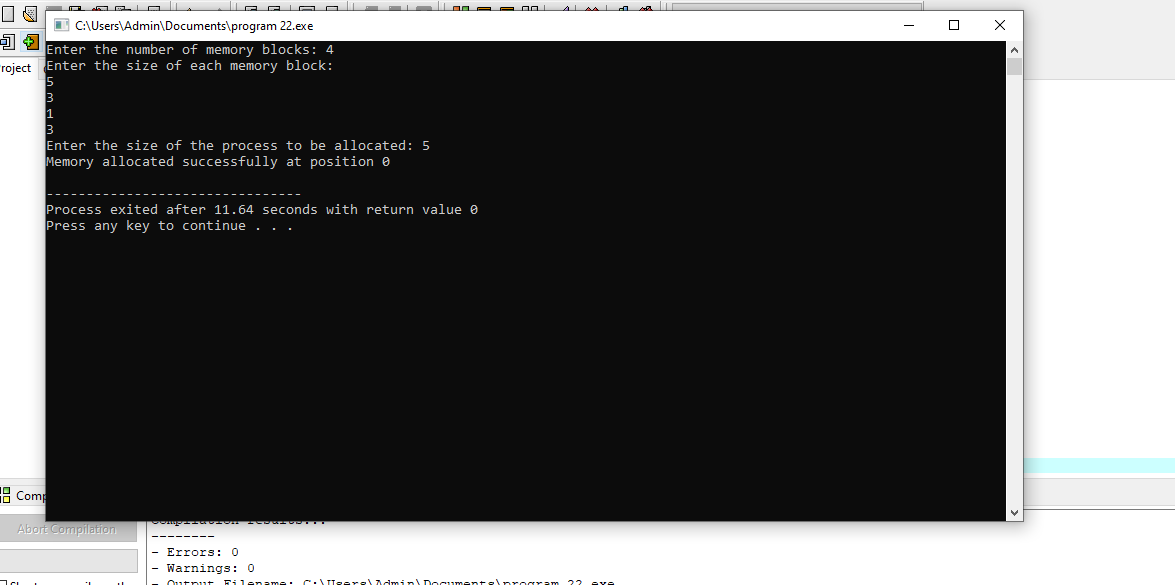 C:\Users\Admin\Documents\program 22.exe
Enter the number of memory blocks: 4
Enter the size of each memory block:
5
3
1
3
Enter the size of the process to be allocated: 5
Memory allocated successfully at position 0
--------------------------------
Process exited after 11.64 seconds with return value 0
Press any key to continue . . .
roject
Comp
Abort Compilation
Compilation results...
--------
- Errors: 0
- Warnings: 0
- Output Filename: C:\Users\Admin\Documents\program 22.exe